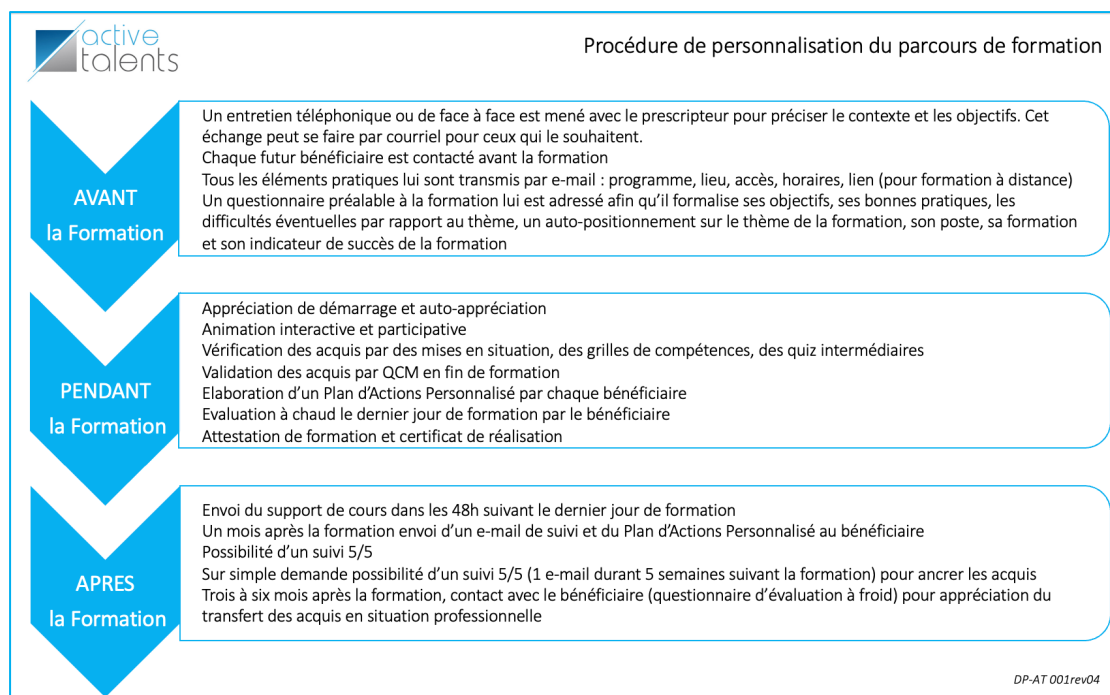 active
talents
Procédure de personnalisation du parcours de formation
AVANT
la Formation
Un entretien téléphonique ou de face à face est mené avec le prescripteur pour préciser le contexte et les objectifs. Cet
échange peut se faire par courriel pour ceux qui le souhaitent.
Chaque futur bénéficiaire est contacté avant la formation
Tous les éléments pratiques lui sont transmis par e-mail : programme, lieu, accès, horaires, lien (pour formation à distance)
Un questionnaire préalable à la formation lui est adressé afin qu'il formalise ses objectifs, ses bonnes pratiques, les
difficultés éventuelles par rapport au thème, un auto-positionnement sur le thème de la formation, son poste, sa formation
et son indicateur de succès de la formation
PENDANT
la Formation
Appréciation de démarrage et auto-appréciation
Animation interactive et participative
Vérification des acquis par des mises en situation, des grilles de compétences, des quiz intermédiaires
Validation des acquis par QCM en fin de formation
Elaboration d'un Plan d'Actions Personnalisé par chaque bénéficiaire
Evaluation à chaud le dernier jour de formation par le bénéficiaire
Attestation de formation et certificat de réalisation
APRES
la Formation
Envoi du support de cours dans les 48h suivant le dernier jour de formation
Un mois après la formation envoi d'un e-mail de suivi et du Plan d'Actions Personnalisé au bénéficiaire
Possibilité d'un suivi 5/5
Sur simple demande possibilité d'un suivi 5/5 (1 e-mail durant 5 semaines suivant la formation) pour ancrer les acquis
Trois à six mois après la formation, contact avec le bénéficiaire (questionnaire d'évaluation à froid) pour appréciation du
transfert des acquis en situation professionnelle
DP-AT 001rev04